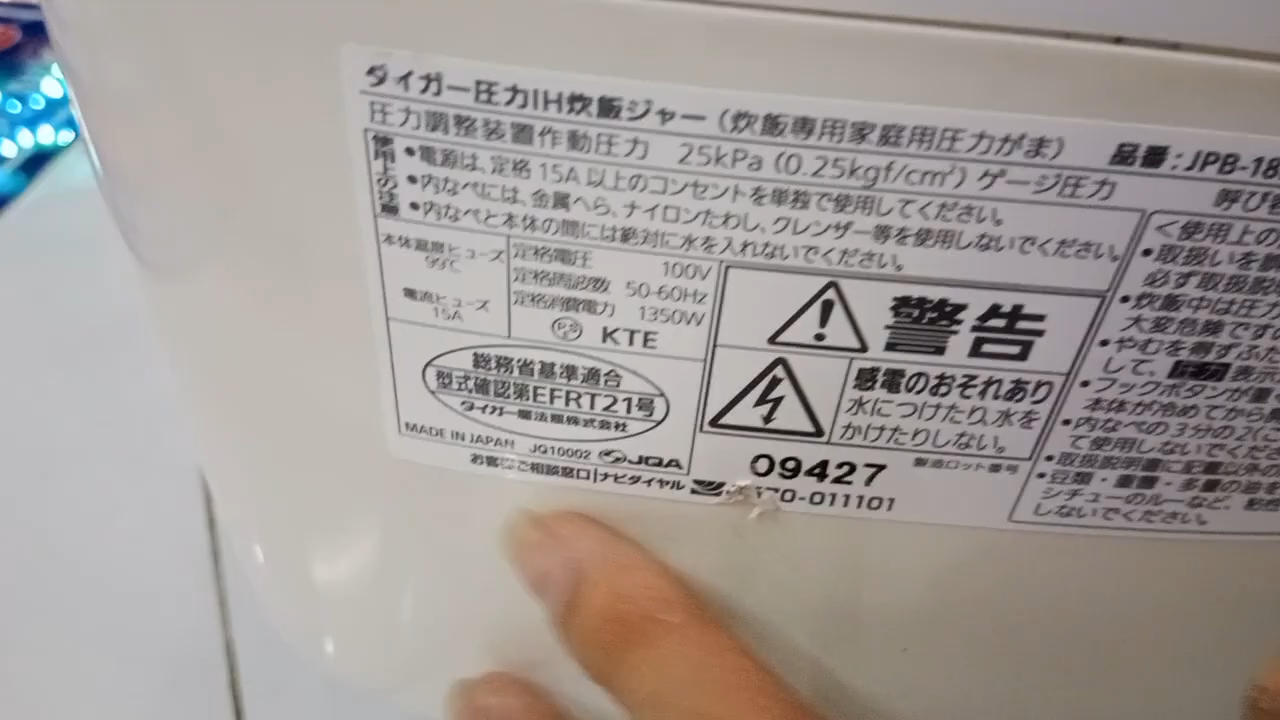 タイガー圧力IH炊飯ジャー(炊飯専用家庭用圧力がま) 品番:JPB-18
圧力調整装置作動圧力 25kPa(0.25kgf/cm²)ゲージ圧力
呼び容
使用上の注意
•電源は、定格15A以上のコンセントを単独で使用してください。
•内なべには、金属へら、ナイロンたわし、クレンザー等を使用しないでください。
•内なべと本体の間には絶対に水を入れないでください。
本体温度ヒューズ
99℃
電流ヒューズ
15A
定格電圧 100V
定格周波数 50-60Hz
定格消費電力 1350W
PS E KTE
総務省基準適合
型式確認第EFRT21号
タイガー魔法瓶株式会社
MADE IN JAPAN JQ10002 JQA
警告
感電のおそれあり
水につけたり、水を
かけたりしない。
09427 製造ロット番号
お客様ご相談窓口|ナビダイヤル 70-011101
<使用上の
•取扱いを誤
必ず取扱説
•炊飯中は圧力
大変危険です
•やむを得ずふた
して、 表示
•フックボタンが重
本体が冷めてから
•内なべの3分の2(
て使用しないでくださ
•取扱説明書に記載以外の
•豆類・重曹・多量の油を
シチューのルーなど、粘性
しないでください。